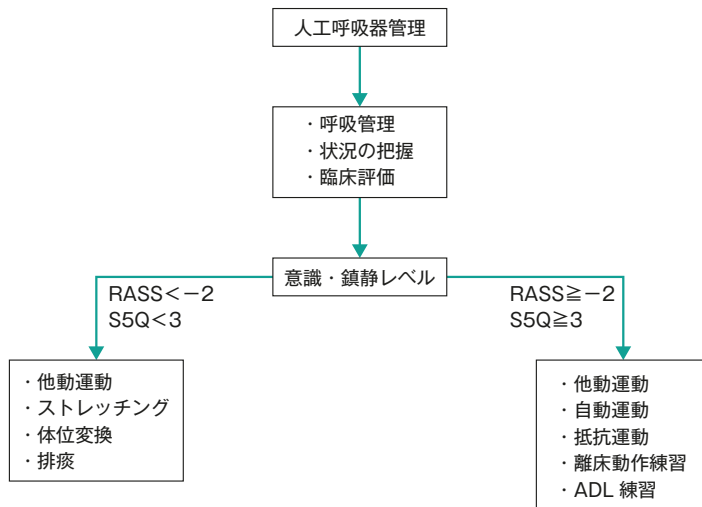 人工呼吸器管理
・呼吸管理
・状況の把握
・臨床評価
意識・鎮静レベル
RASS＜−2
S5Q＜3
RASS≧−2
S5Q≧3
・他動運動
・ストレッチング
・体位変換
・排痰
・他動運動
・自動運動
・抵抗運動
・離床動作練習
・ADL 練習